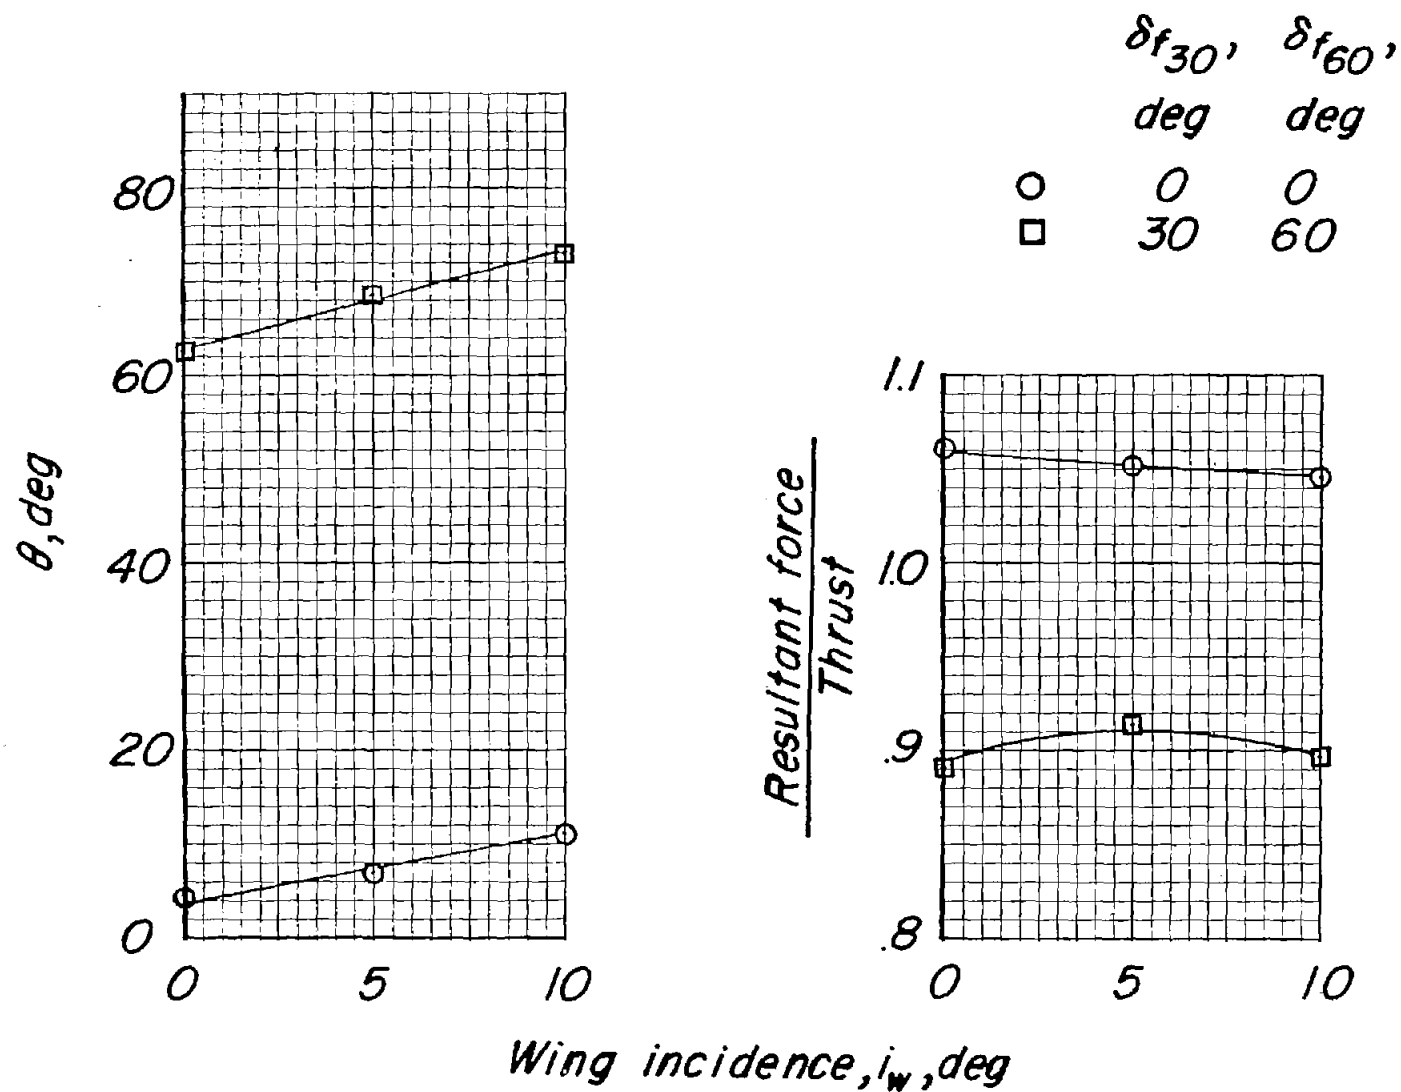 δf30, δf60,
deg deg
○ 0 0
□ 30 60
80
60
40
20
0
θ, deg
0 5 10
1.1
1.0
.9
.8
Resultant force
Thrust
0 5 10
Wing incidence, iw, deg